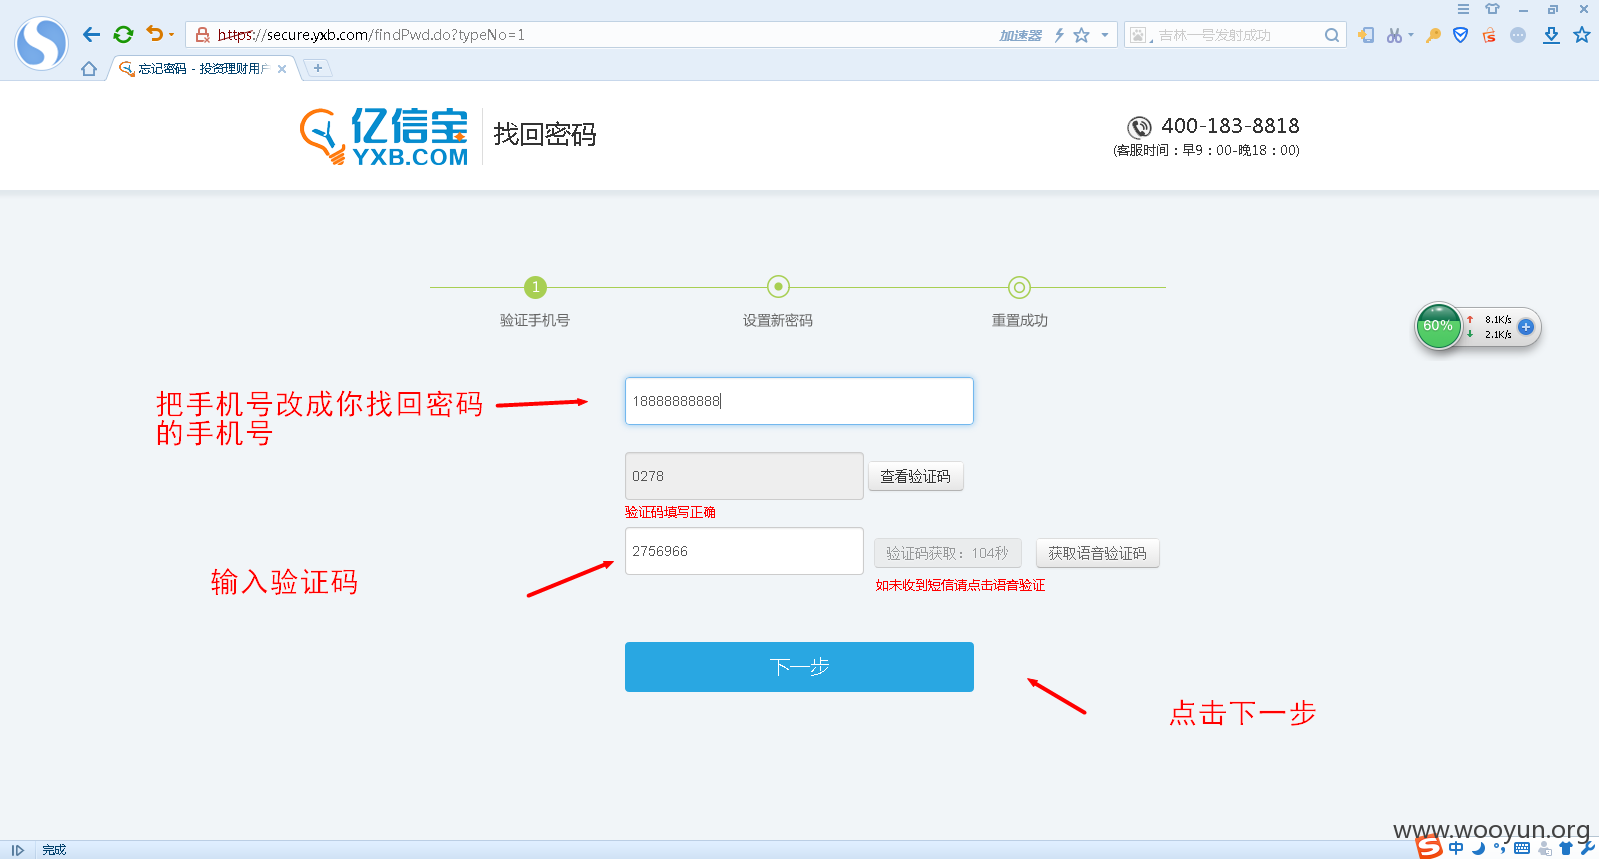 https://secure.yxb.com/findPwd.do?typeNo=1
加速器
吉林一号发射成功
忘记密码 - 投资理财用户
亿信宝
YXB.COM
找回密码
400-183-8818
(客服时间：早9：00-晚18：00)
1
验证手机号
设置新密码
重置成功
60%
8.1K/s
2.1K/s
把手机号改成你找回密码
的手机号
18888888888
0278
查看验证码
验证码填写正确
2756966
验证码获取：104秒
获取语音验证码
如未收到短信请点击语音验证
输入验证码
下一步
点击下一步
www.wooyun.org
完成
中